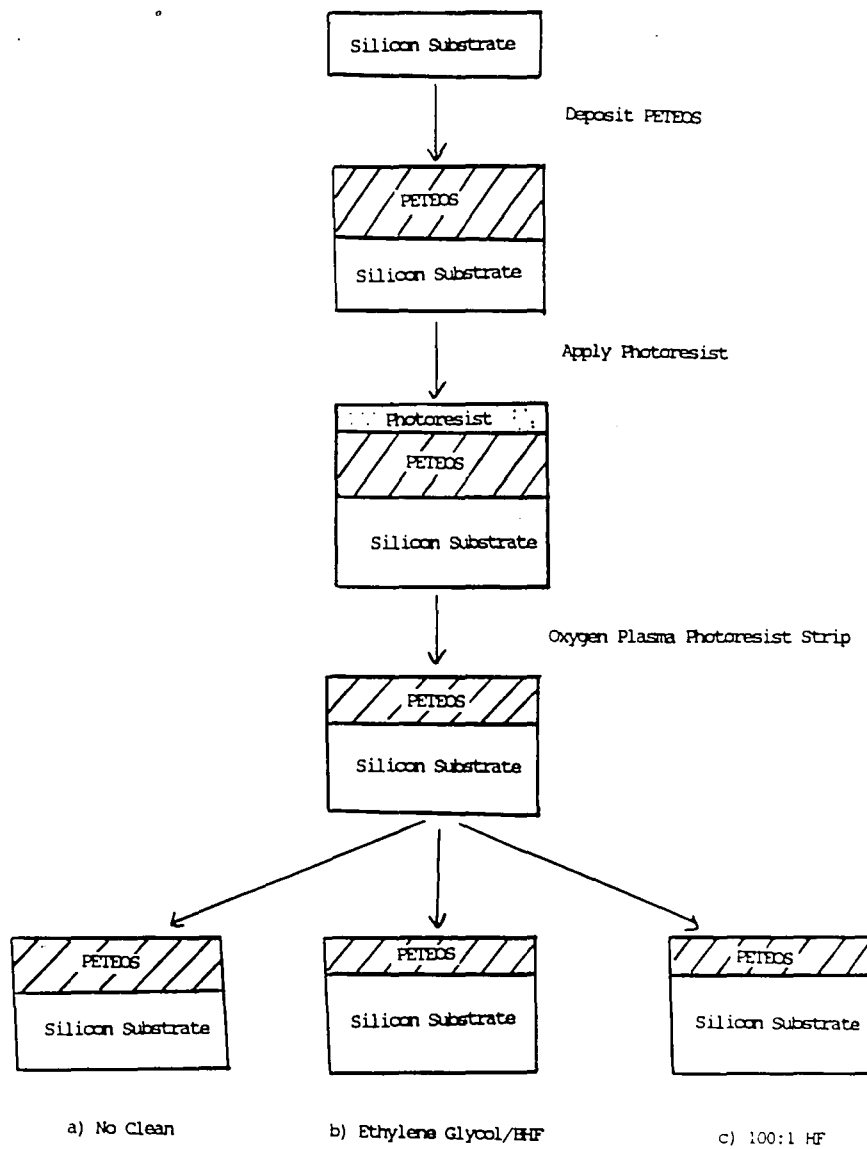 Silicon Substrate
Deposit PETEOS
PETEOS
Silicon Substrate
Apply Photoresist
Photoresist
PETEOS
Silicon Substrate
Oxygen Plasma Photoresist Strip
PETEOS
Silicon Substrate
PETEOS
Silicon Substrate
a) No Clean
PETEOS
Silicon Substrate
b) Ethylene Glycol/BHF
PETEOS
Silicon Substrate
c) 100:1 HF